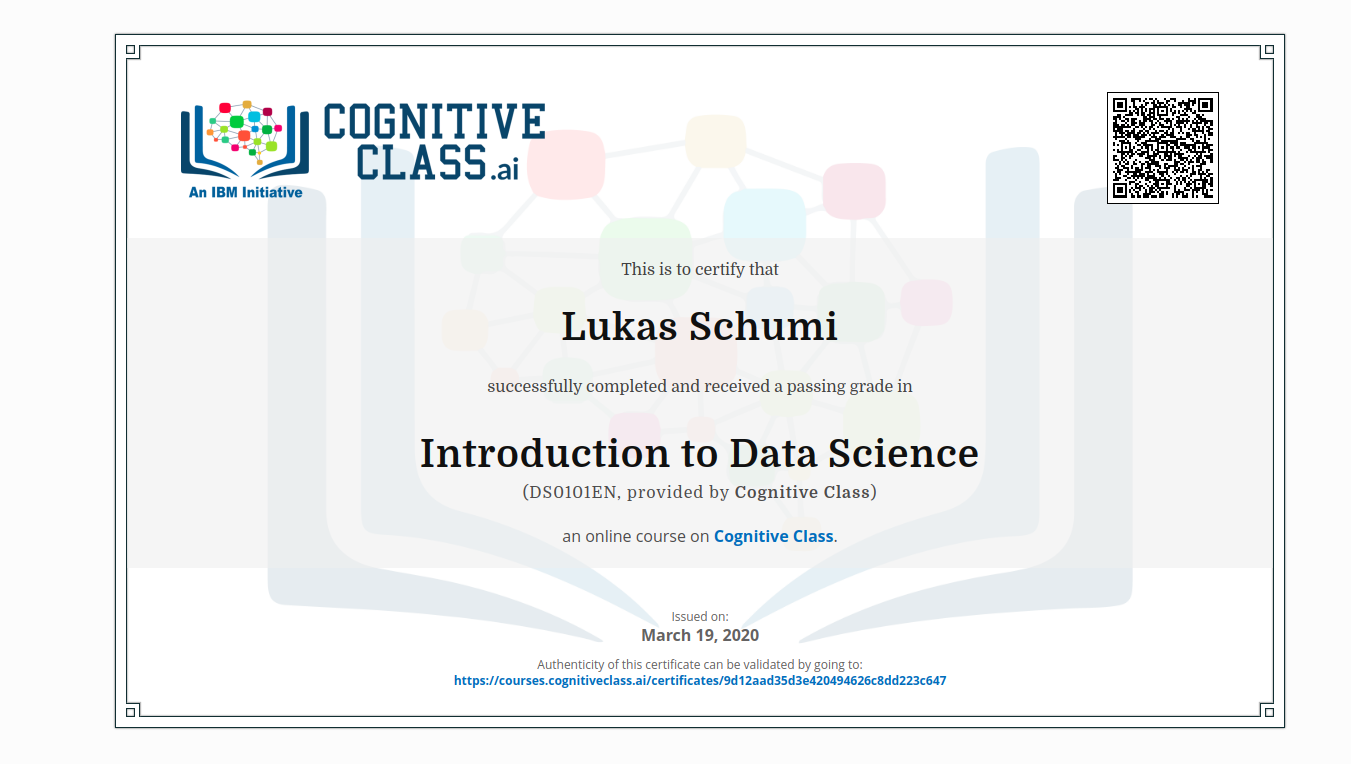 COGNITIVE
CLASS.ai
An IBM Initiative
This is to certify that
Lukas Schumi
successfully completed and received a passing grade in
Introduction to Data Science
(DS0101EN, provided by Cognitive Class)
an online course on Cognitive Class.
Issued on:
March 19, 2020
Authenticity of this certificate can be validated by going to:
https://courses.cognitiveclass.ai/certificates/9d12aad35d3e420494626c8dd223c647